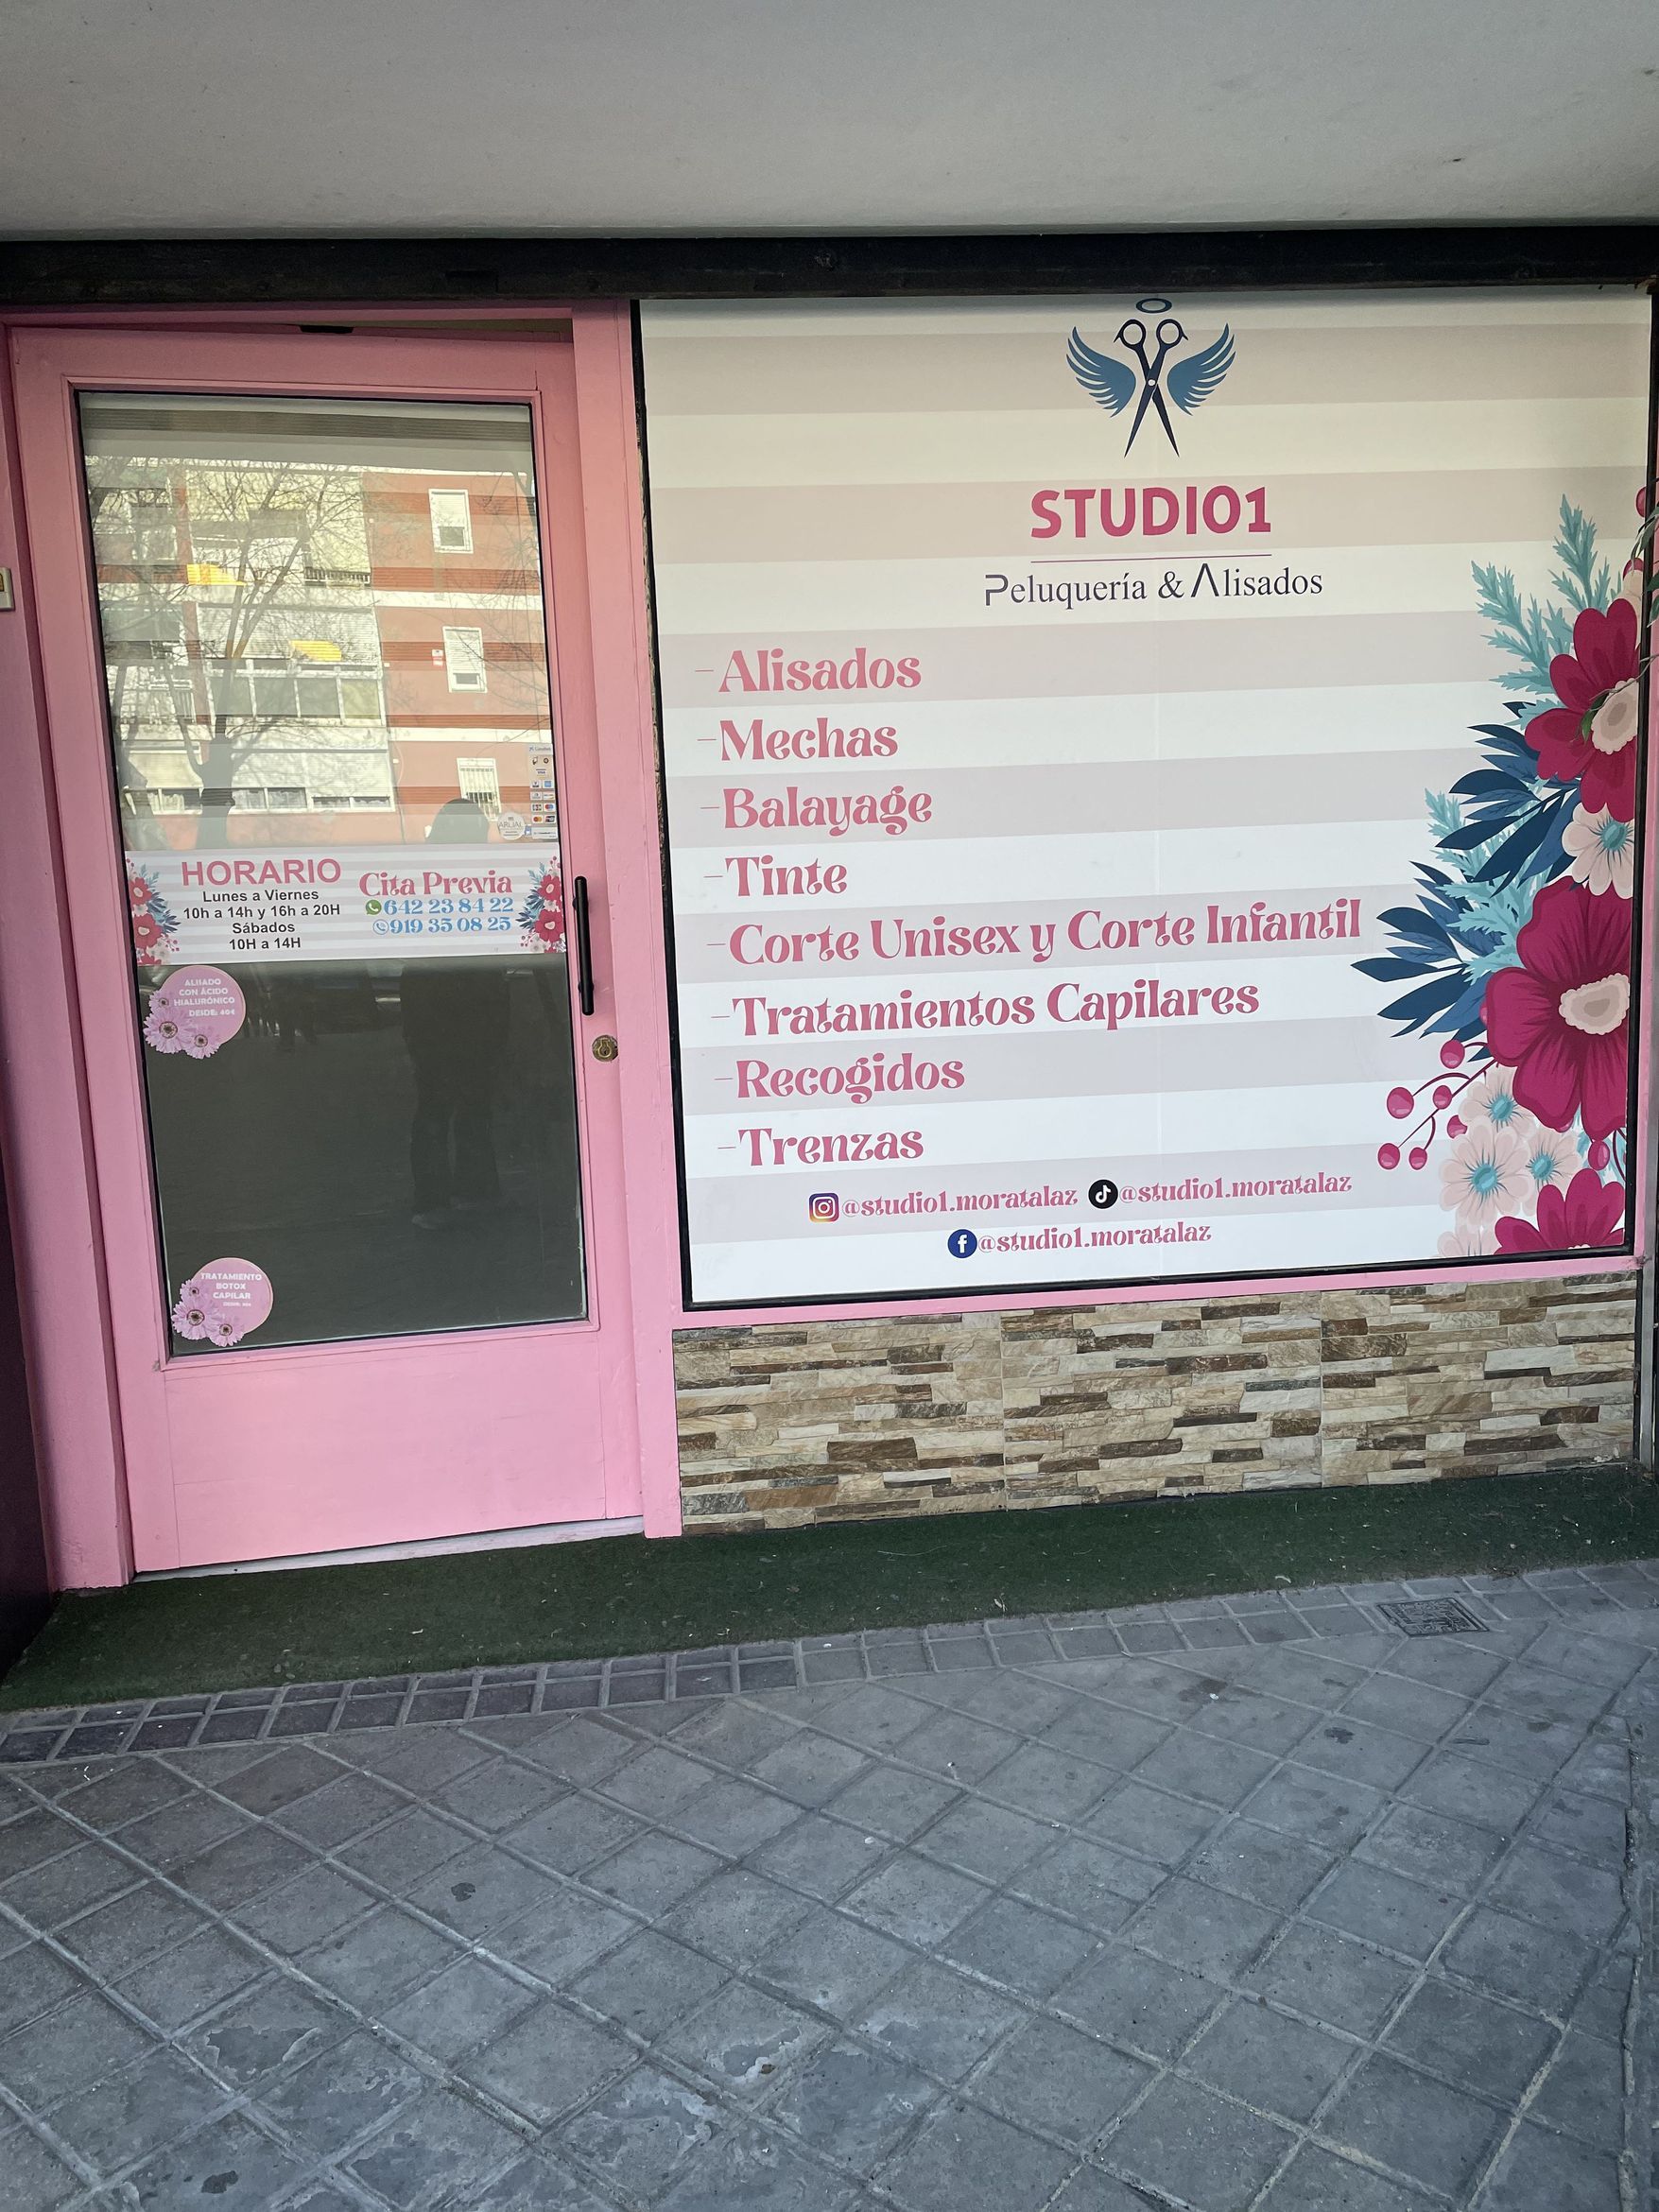 STUDIO1
Peluquería & Alisados
-Alisados
-Mechas
-Balayage
-Tinte
-Corte Unisex y Corte Infantil
-Tratamientos Capilares
-Recogidos
-Trenzas
@studio1.moratalaz @studio1.moratalaz
@studio1.moratalaz
HORARIO
Lunes a Viernes
10h a 14h y 16h a 20H
Sábados
10H a 14H
Cita Previa
642 23 84 22
919 35 08 25
ALISADO
CON ÁCIDO
HIALURÓNICO
DESDE: 40€
TRATAMIENTO
BOTOX
CAPILAR